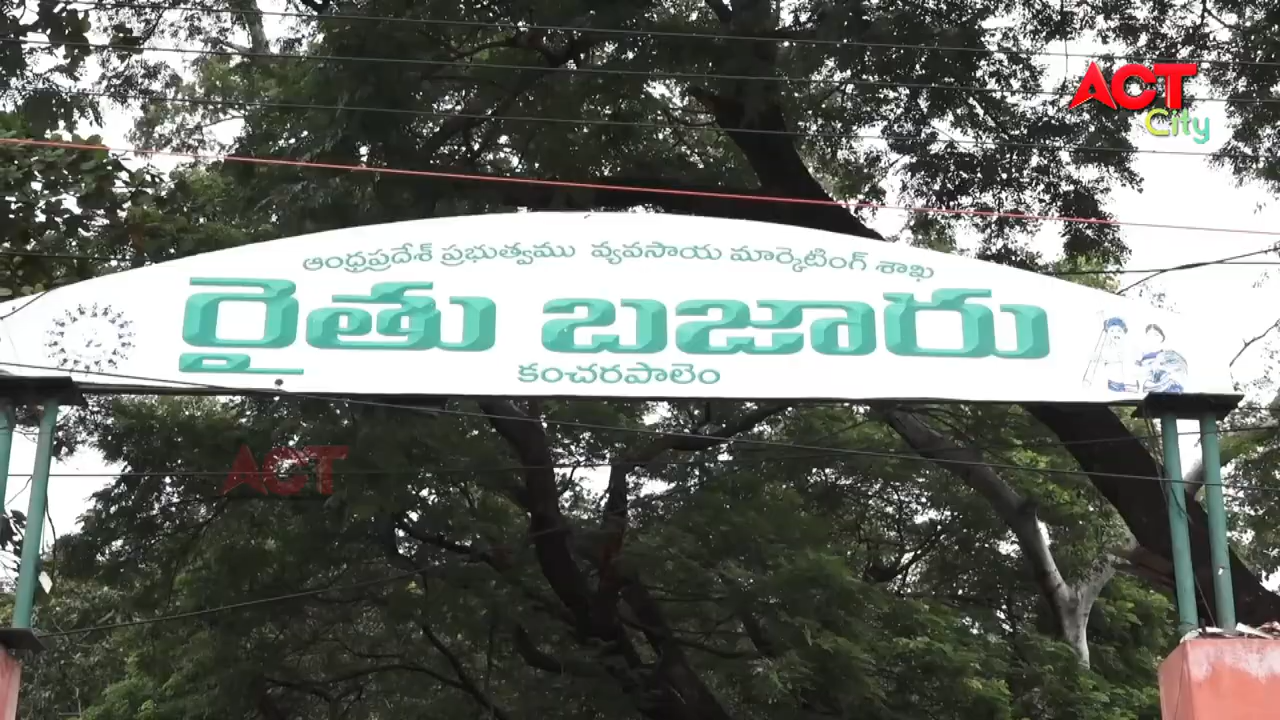 ACT
City
ఆంధ్రప్రదేశ్ ప్రభుత్వము వ్యవసాయ మార్కెటింగ్ శాఖ
రైతు బజారు
కంచరపాలెం
ACT